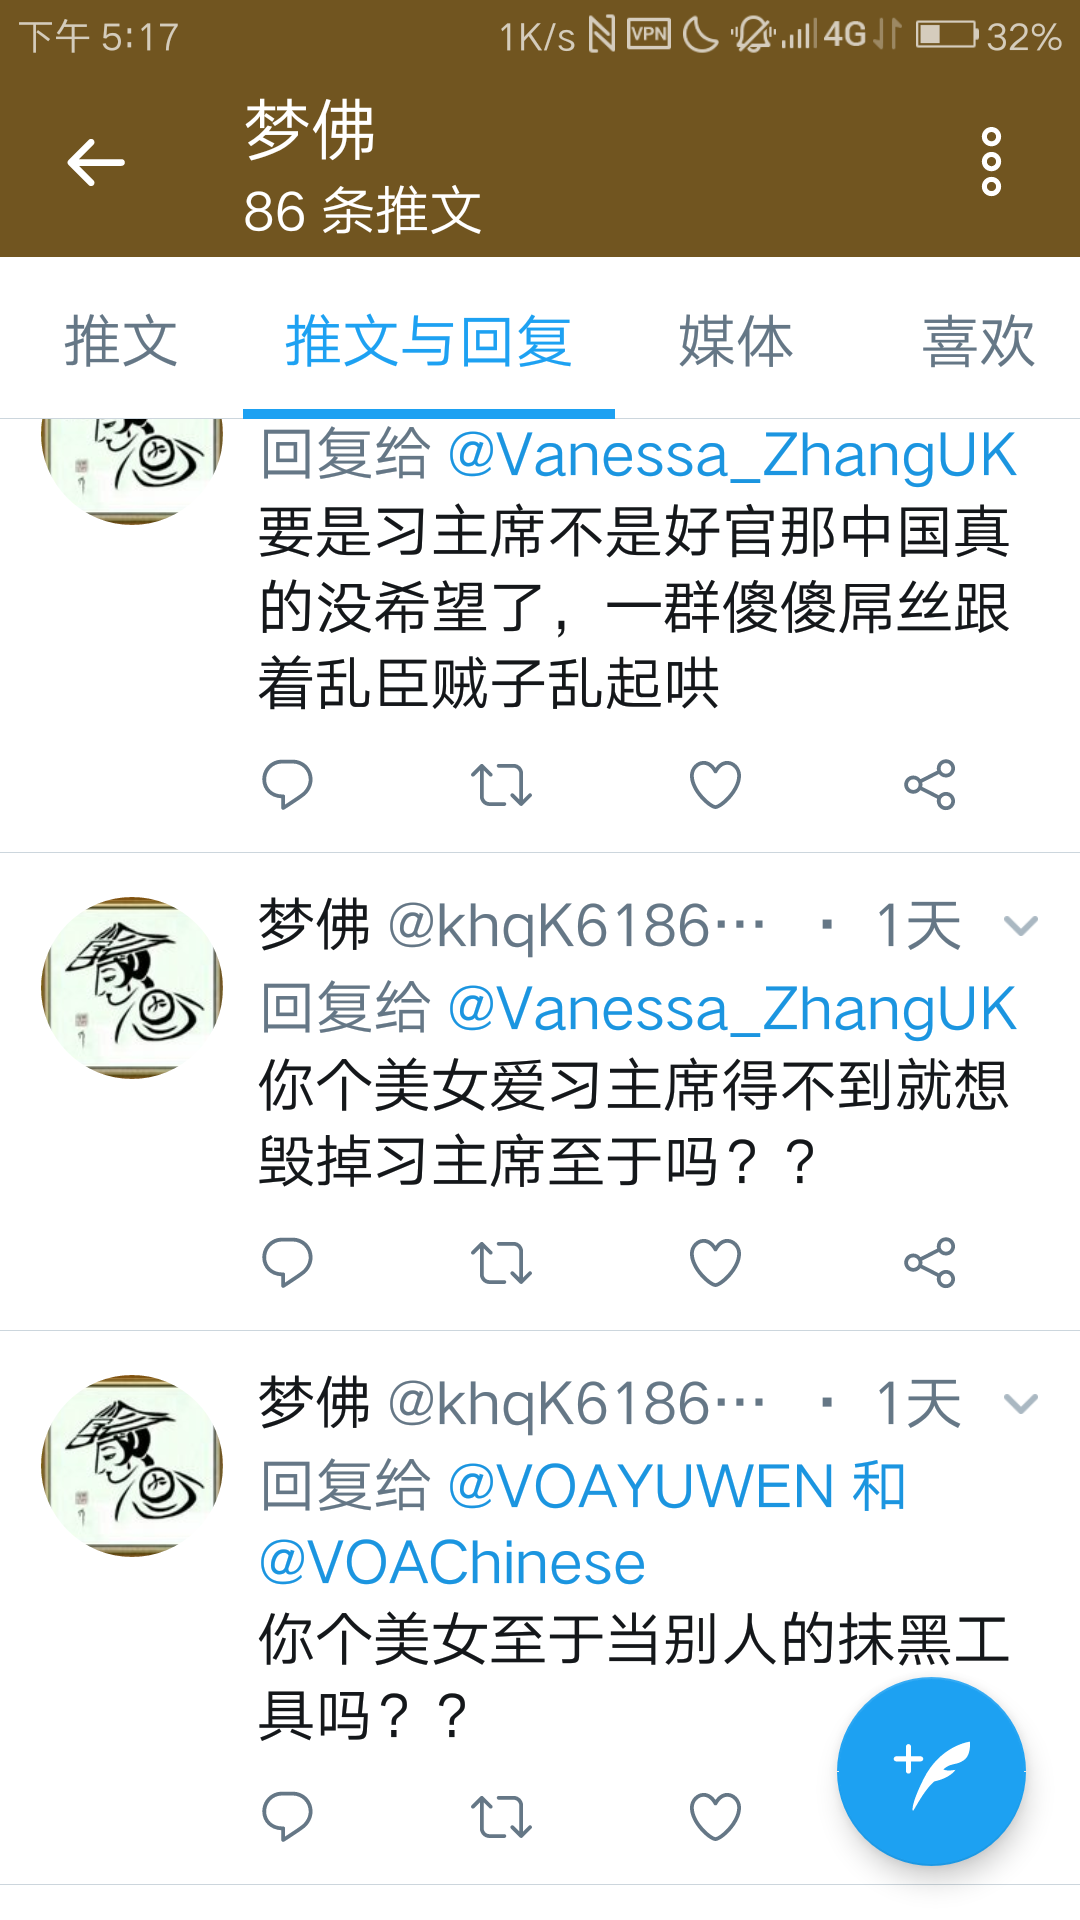 下午 5:17 1K/s VPN 4G 32%
梦佛
86 条推文
推文 推文与回复 媒体 喜欢
回复给 @Vanessa_ZhangUK
要是习主席不是好官那中国真
的没希望了，一群傻傻屌丝跟
着乱臣贼子乱起哄
梦佛 @khqK6186… · 1天
回复给 @Vanessa_ZhangUK
你个美女爱习主席得不到就想
毁掉习主席至于吗？？
梦佛 @khqK6186… · 1天
回复给 @VOAYUWEN 和
@VOAChinese
你个美女至于当别人的抹黑工
具吗？？